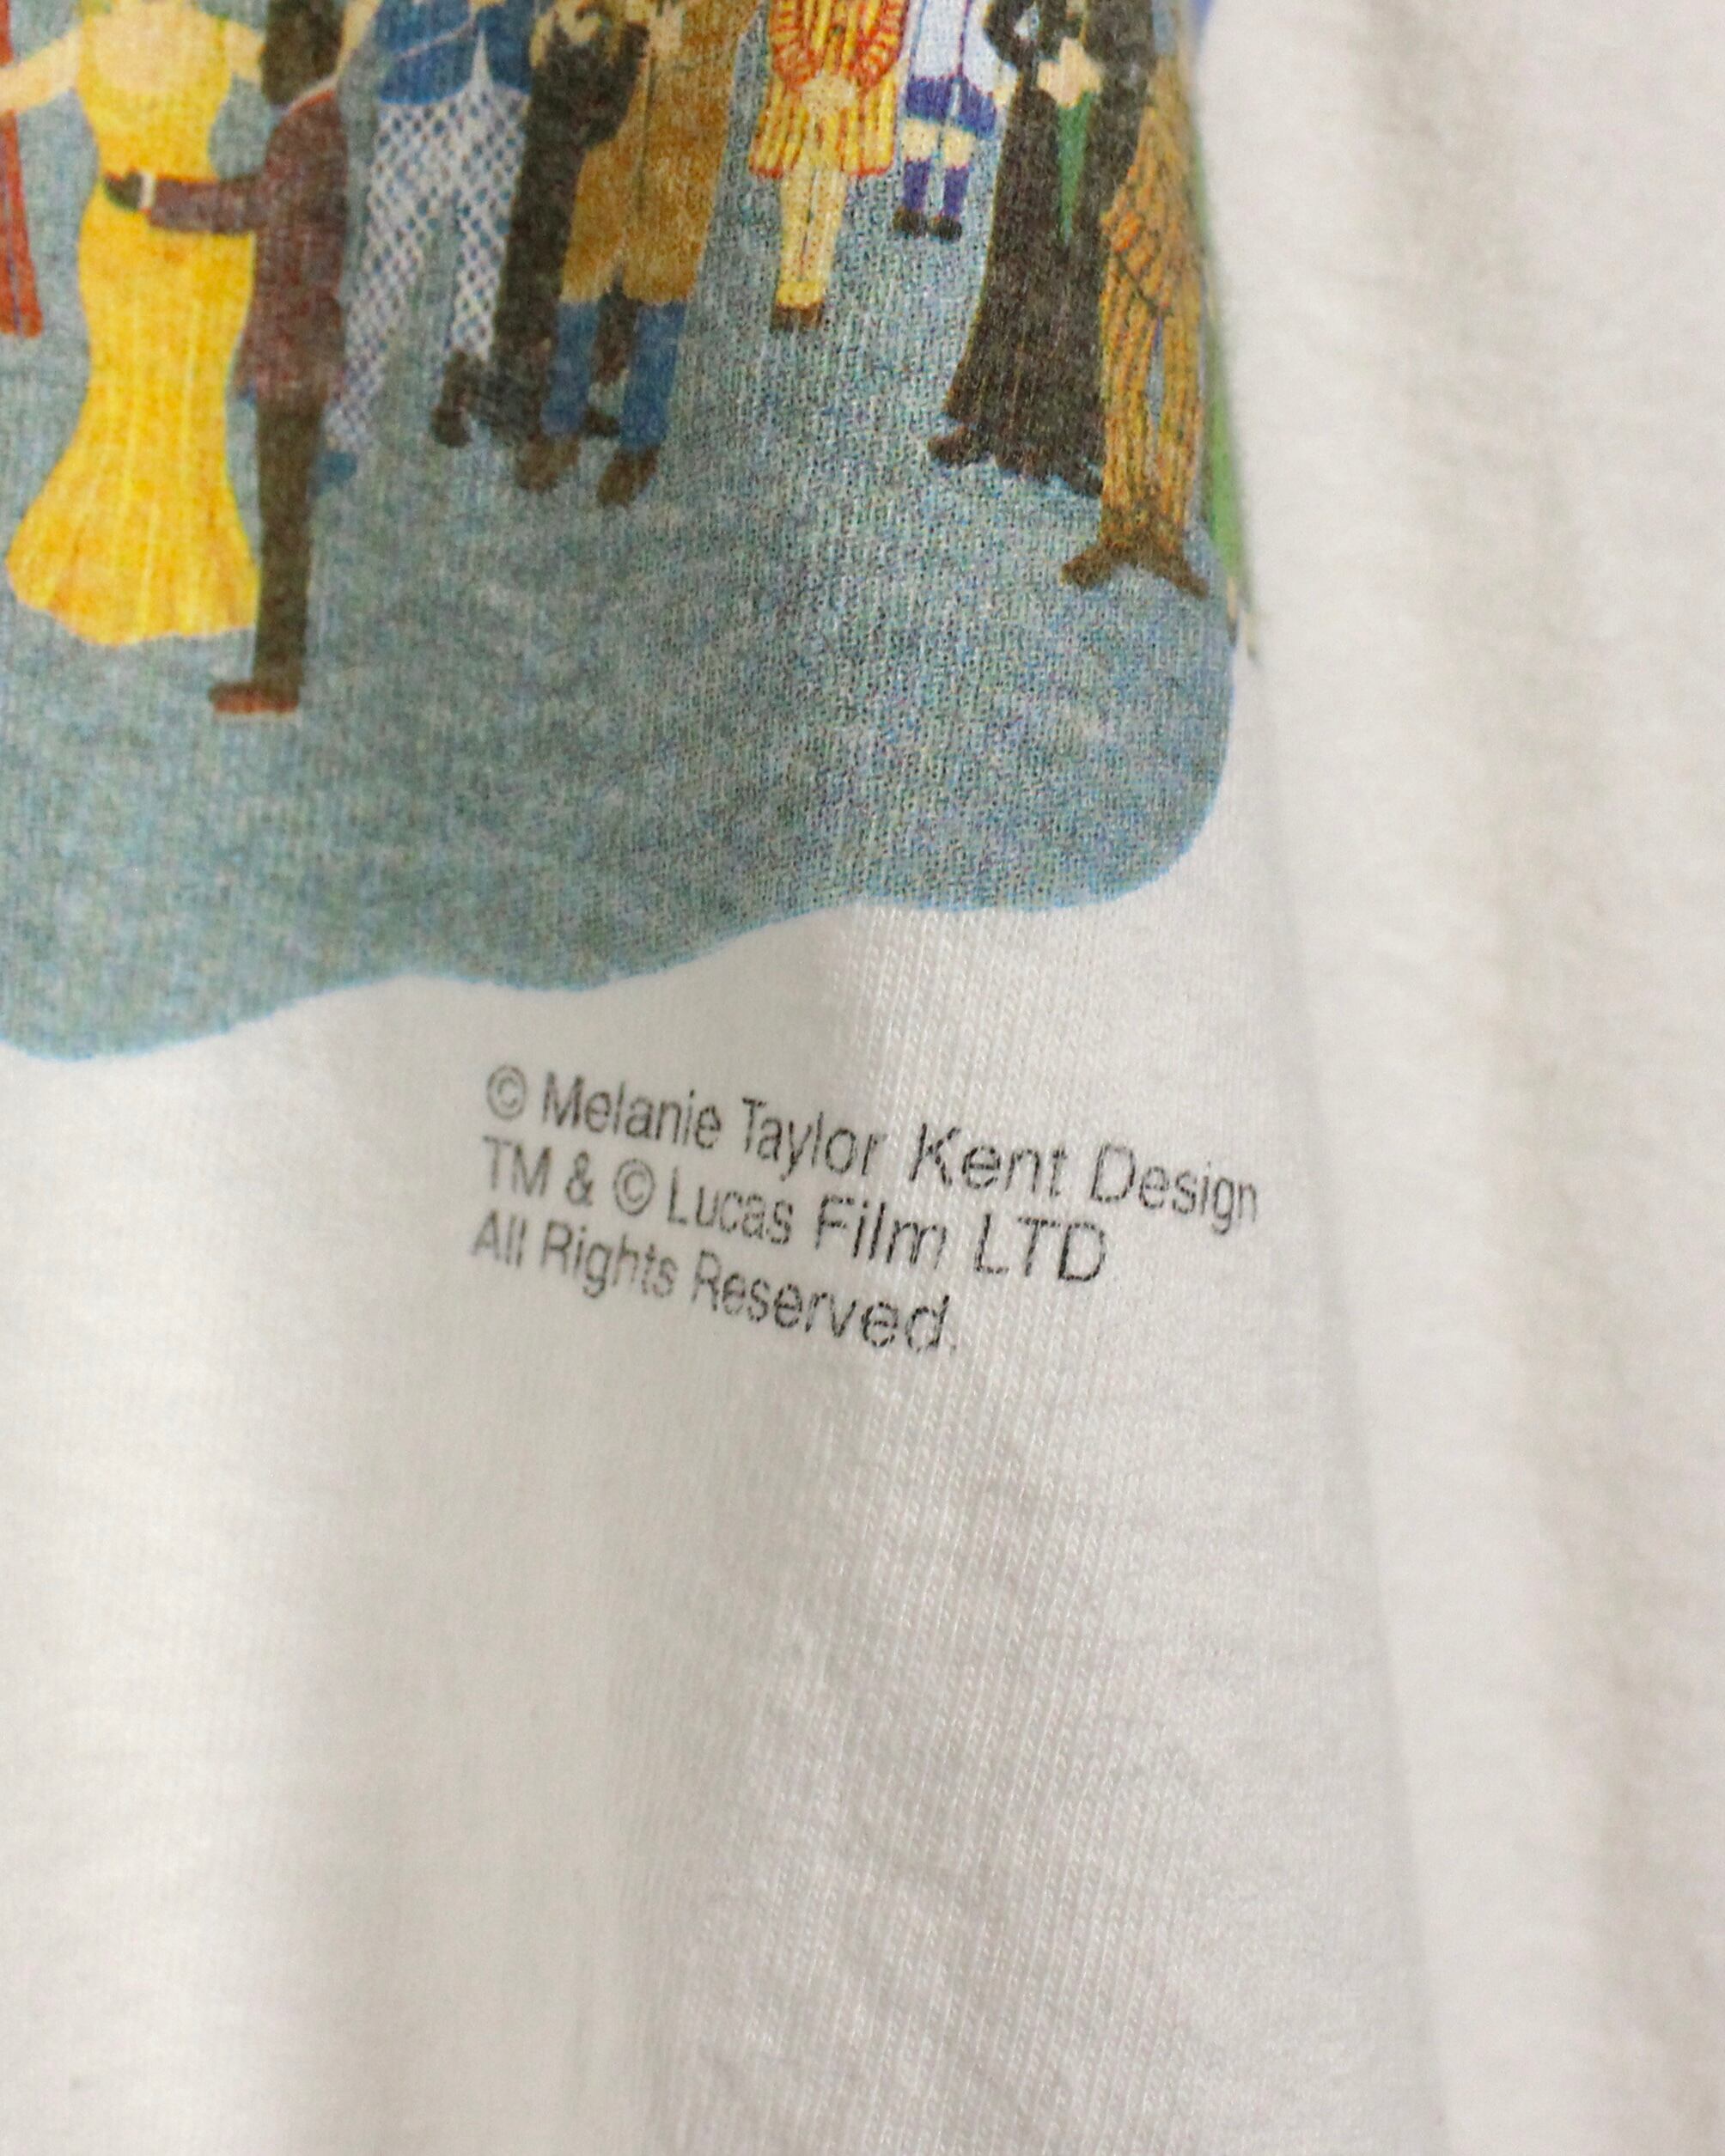 © Melanie Taylor Kent Design
TM & © Lucas Film LTD
All Rights Reserved.